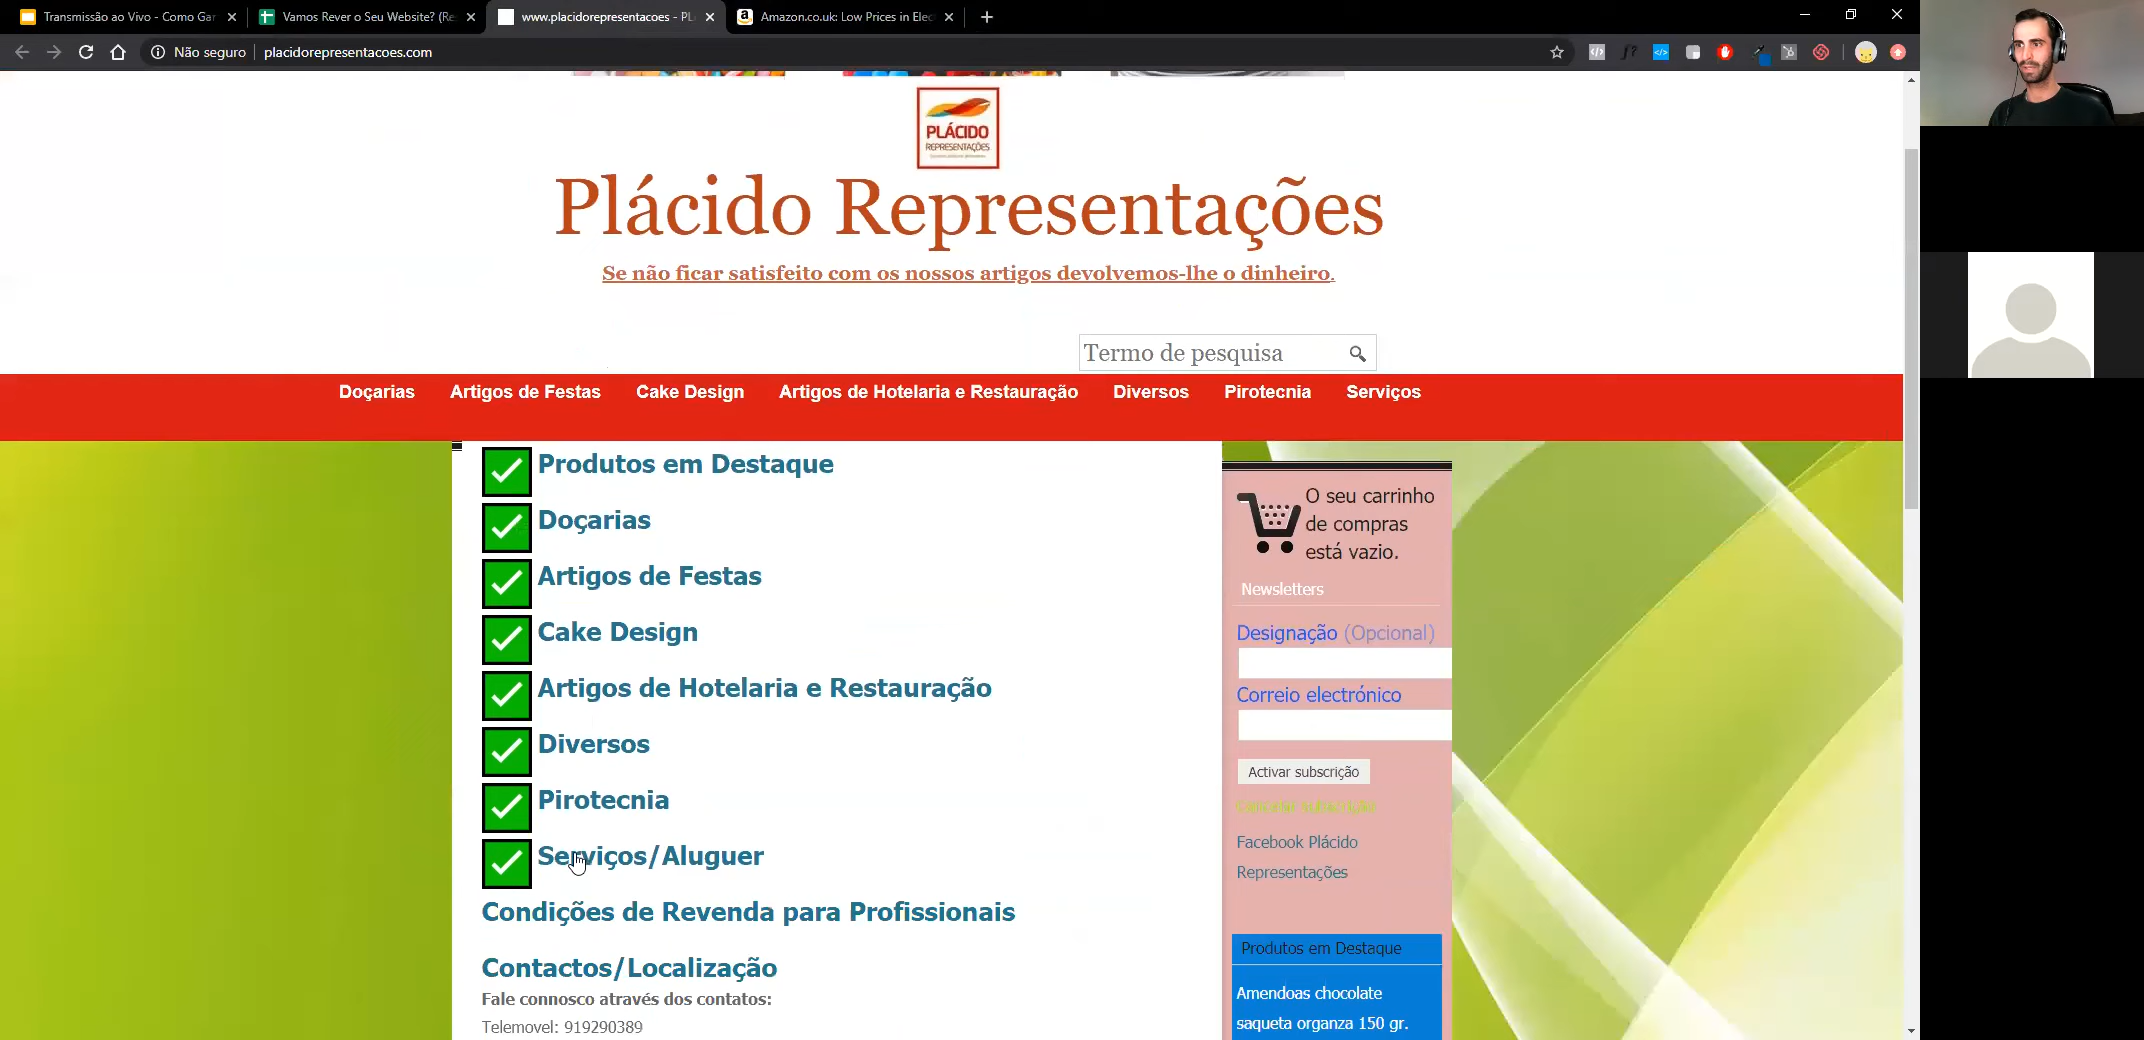 Transmissão ao Vivo - Como Gar
Vamos Rever o Seu Website? (Re
www.placidorepresentacoes - PL
Amazon.co.uk: Low Prices in Elec
Não seguro
placidorepresentacoes.com
PLÁCIDO
REPRESENTAÇÕES
Plácido Representações
Se não ficar satisfeito com os nossos artigos devolvemos-lhe o dinheiro.
Termo de pesquisa
Doçarias Artigos de Festas Cake Design Artigos de Hotelaria e Restauração Diversos Pirotecnia Serviços
Produtos em Destaque
Doçarias
Artigos de Festas
Cake Design
Artigos de Hotelaria e Restauração
Diversos
Pirotecnia
Serviços/Aluguer
Condições de Revenda para Profissionais
Contactos/Localização
Fale connosco através dos contatos:
Telemovel: 919290389
O seu carrinho
de compras
está vazio.
Newsletters
Designação (Opcional)
Correio electrónico
Activar subscrição
Cancelar subscrição
Facebook Plácido
Representações
Produtos em Destaque
Amendoas chocolate
saqueta organza 150 gr.